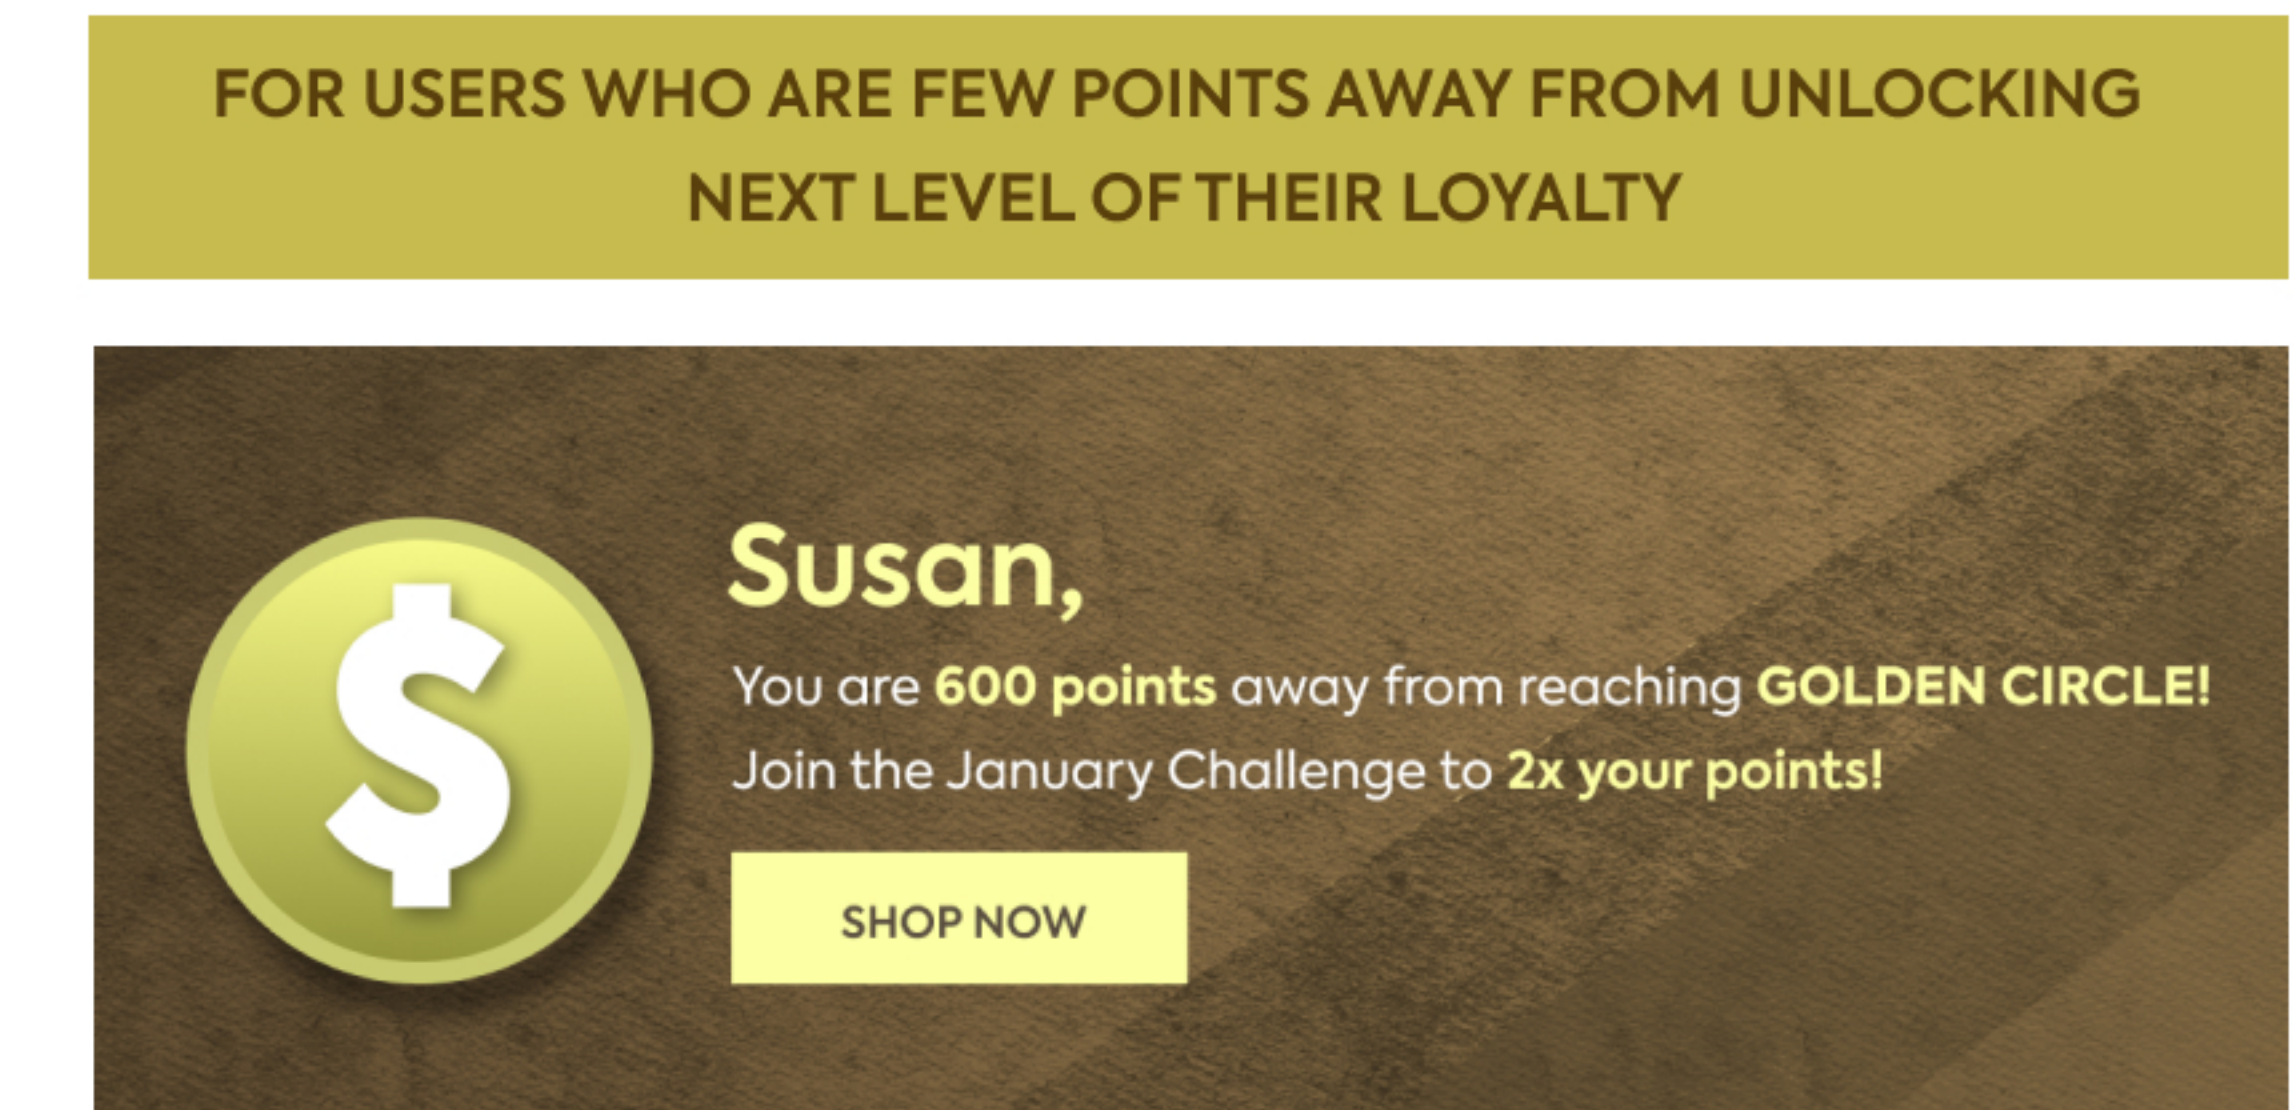 FOR USERS WHO ARE FEW POINTS AWAY FROM UNLOCKING
NEXT LEVEL OF THEIR LOYALTY
$
Susan,
You are 600 points away from reaching GOLDEN CIRCLE!
Join the January Challenge to 2x your points!
SHOP NOW